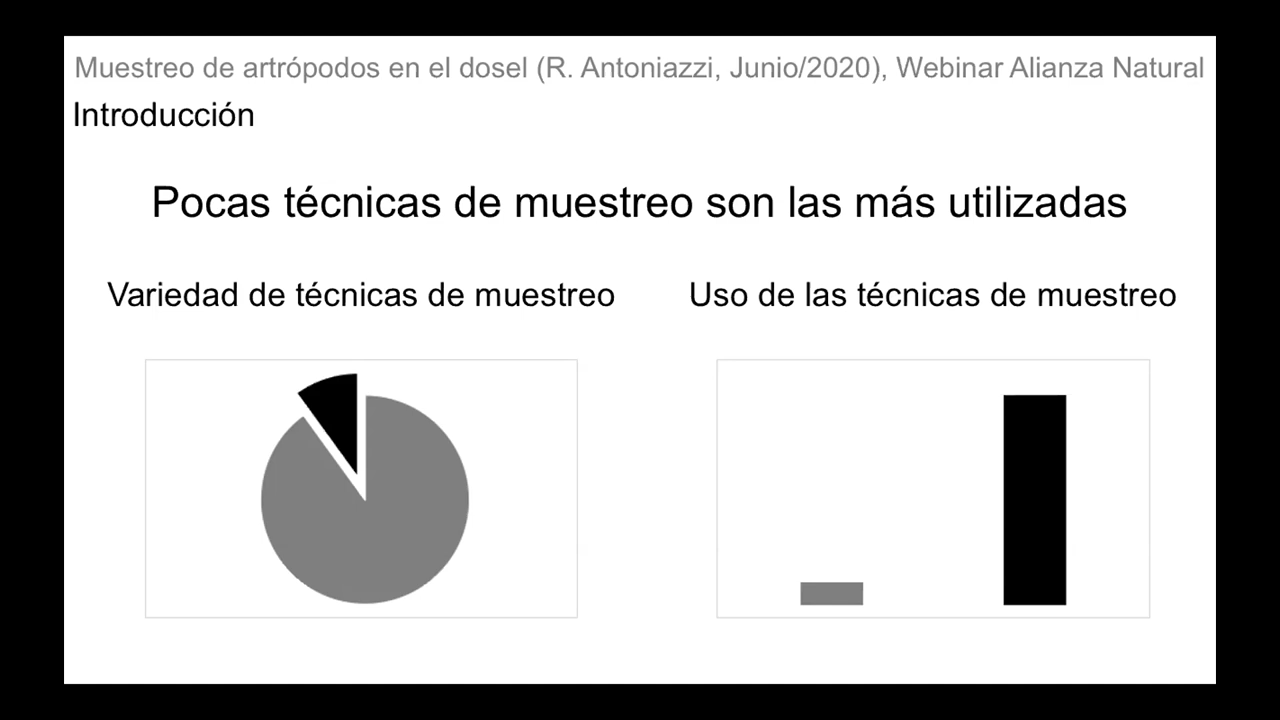 Muestreo de artrópodos en el dosel (R. Antoniazzi, Junio/2020), Webinar Alianza Natural
Introducción
Pocas técnicas de muestreo son las más utilizadas
Variedad de técnicas de muestreo
Uso de las técnicas de muestreo